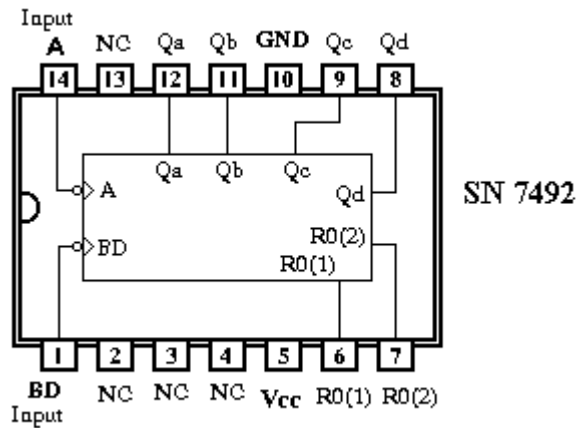 Input
A NC Qa Qb GND Qc Qd
14 13 12 11 10 9 8
Qa Qb Qc
A Qd
SN 7492
BD R0(2)
R0(1)
1 2 3 4 5 6 7
BD NC NC NC Vcc R0(1) R0(2)
Input